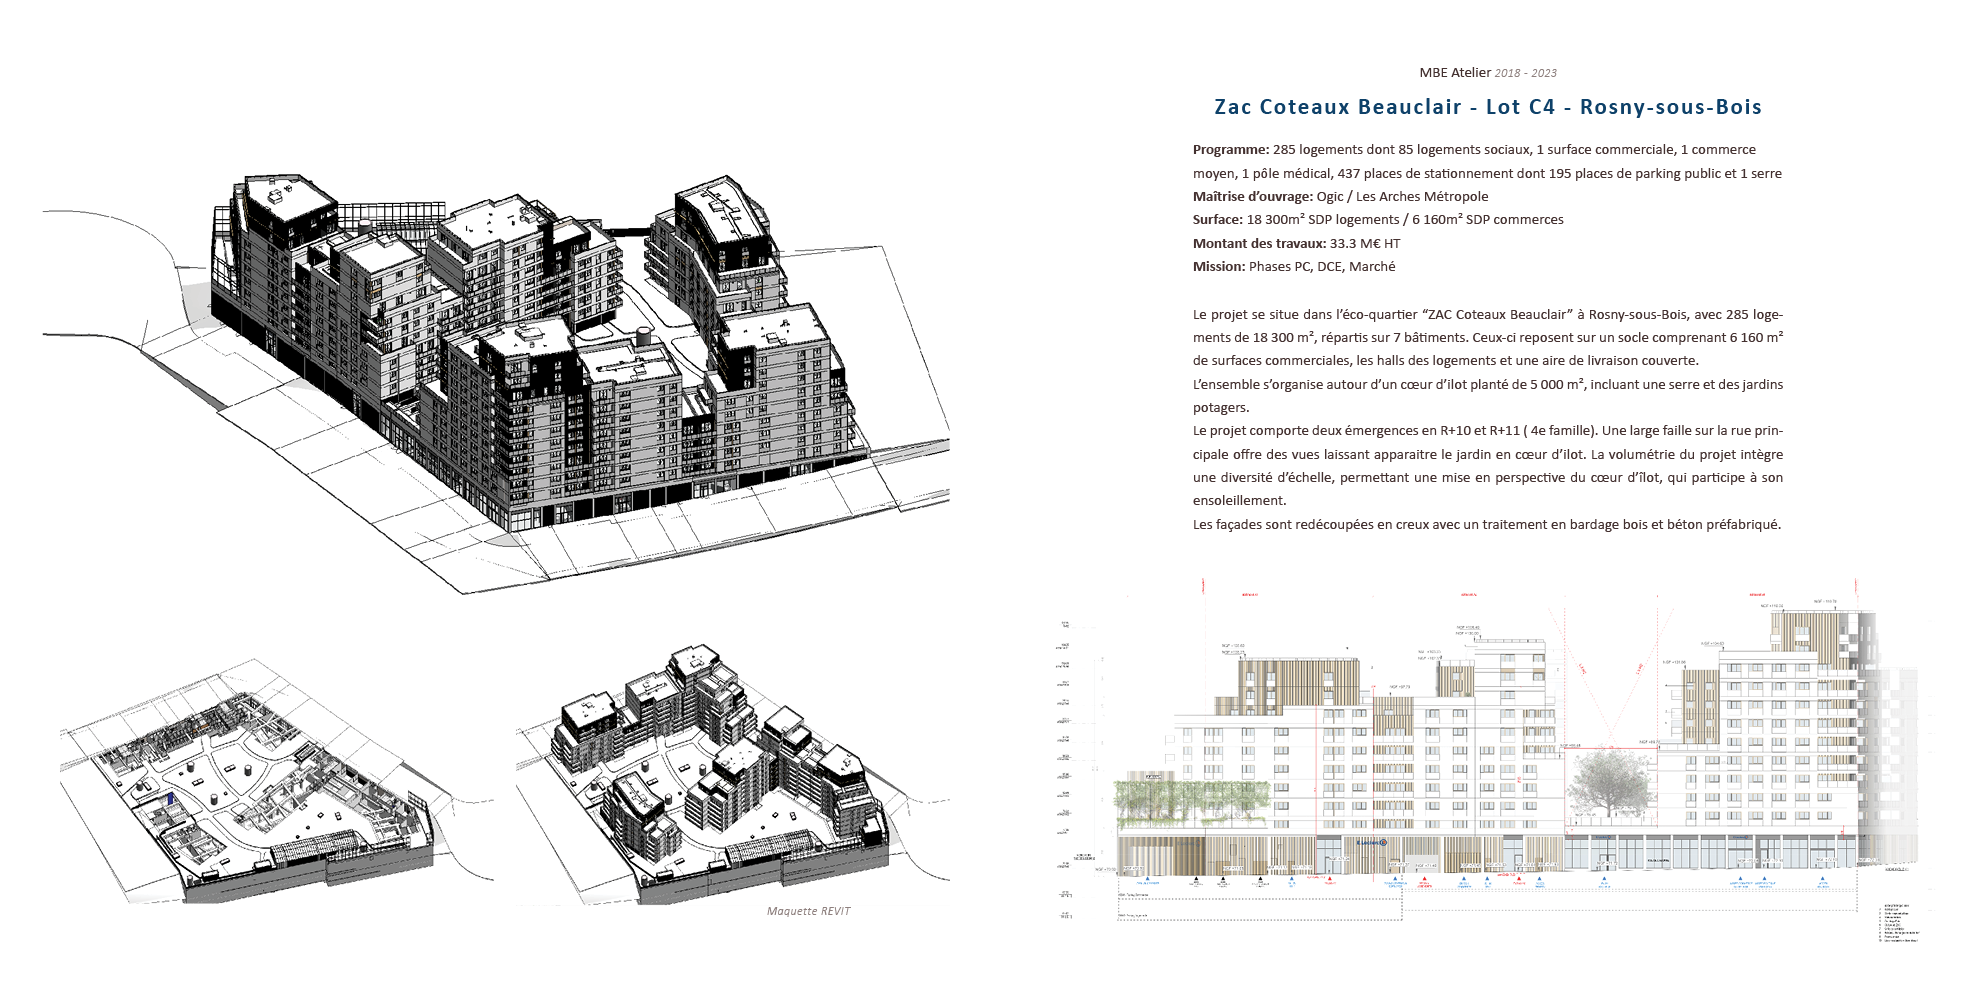 MBE Atelier 2018 - 2023
Zac Coteaux Beauclair - Lot C4 - Rosny-sous-Bois
Programme: 285 logements dont 85 logements sociaux, 1 surface commerciale, 1 commerce
moyen, 1 pôle médical, 437 places de stationnement dont 195 places de parking public et 1 serre
Maîtrise d’ouvrage: Ogic / Les Arches Métropole
Surface: 18 300m² SDP logements / 6 160m² SDP commerces
Montant des travaux: 33.3 M€ HT
Mission: Phases PC, DCE, Marché
Le projet se situe dans l’éco-quartier “ZAC Coteaux Beauclair” à Rosny-sous-Bois, avec 285 loge-
ments de 18 300 m², répartis sur 7 bâtiments. Ceux-ci reposent sur un socle comprenant 6 160 m²
de surfaces commerciales, les halls des logements et une aire de livraison couverte.
L’ensemble s’organise autour d’un cœur d’ilot planté de 5 000 m², incluant une serre et des jardins
potagers.
Le projet comporte deux émergences en R+10 et R+11 ( 4e famille). Une large faille sur la rue prin-
cipale offre des vues laissant apparaitre le jardin en cœur d’ilot. La volumétrie du projet intègre
une diversité d’échelle, permettant une mise en perspective du cœur d’îlot, qui participe à son
ensoleillement.
Les façades sont redécoupées en creux avec un traitement en bardage bois et béton préfabriqué.
E.Leclerc
Maquette REVIT